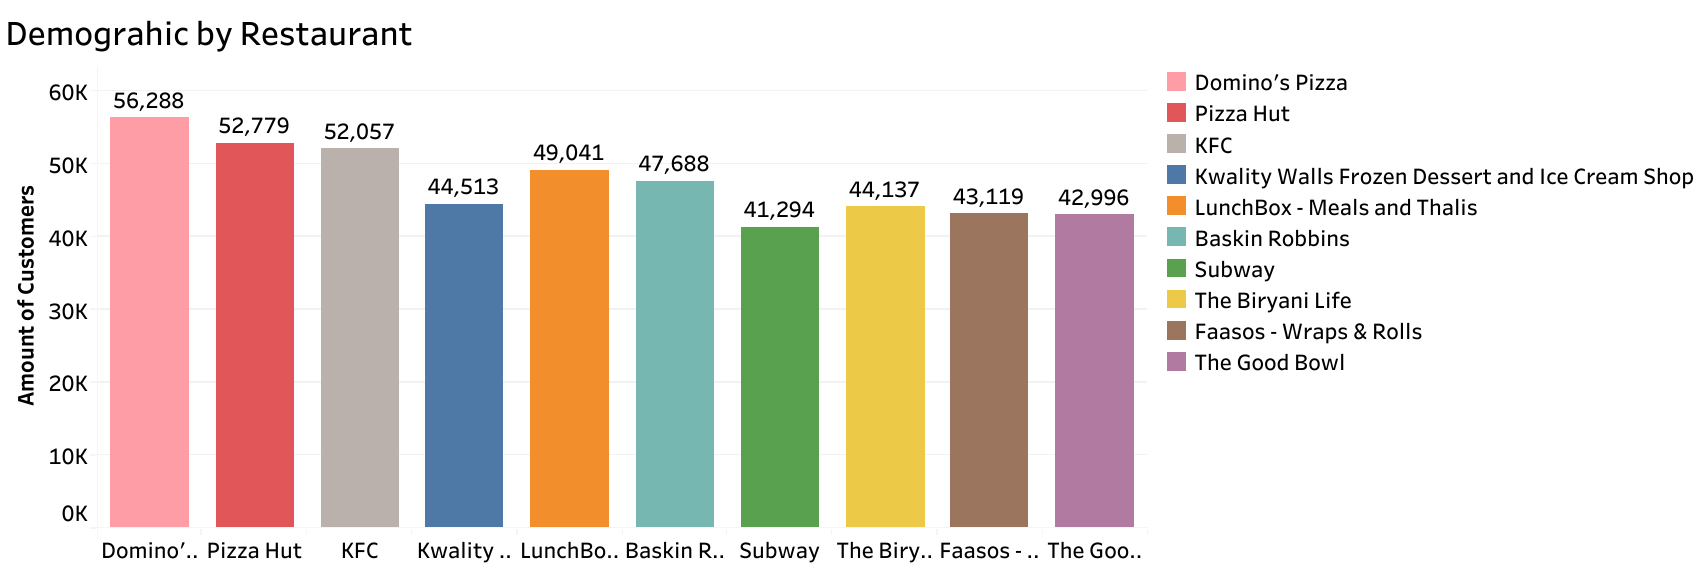 Demograhic by Restaurant
Amount of Customers
60K
50K
40K
30K
20K
10K
0K
56,288
52,779
52,057
44,513
49,041
47,688
41,294
44,137
43,119
42,996
Domino’..
Pizza Hut
KFC
Kwality ..
LunchBo..
Baskin R..
Subway
The Biry..
Faasos - ..
The Goo..
Domino’s Pizza
Pizza Hut
KFC
Kwality Walls Frozen Dessert and Ice Cream Shop
LunchBox - Meals and Thalis
Baskin Robbins
Subway
The Biryani Life
Faasos - Wraps & Rolls
The Good Bowl